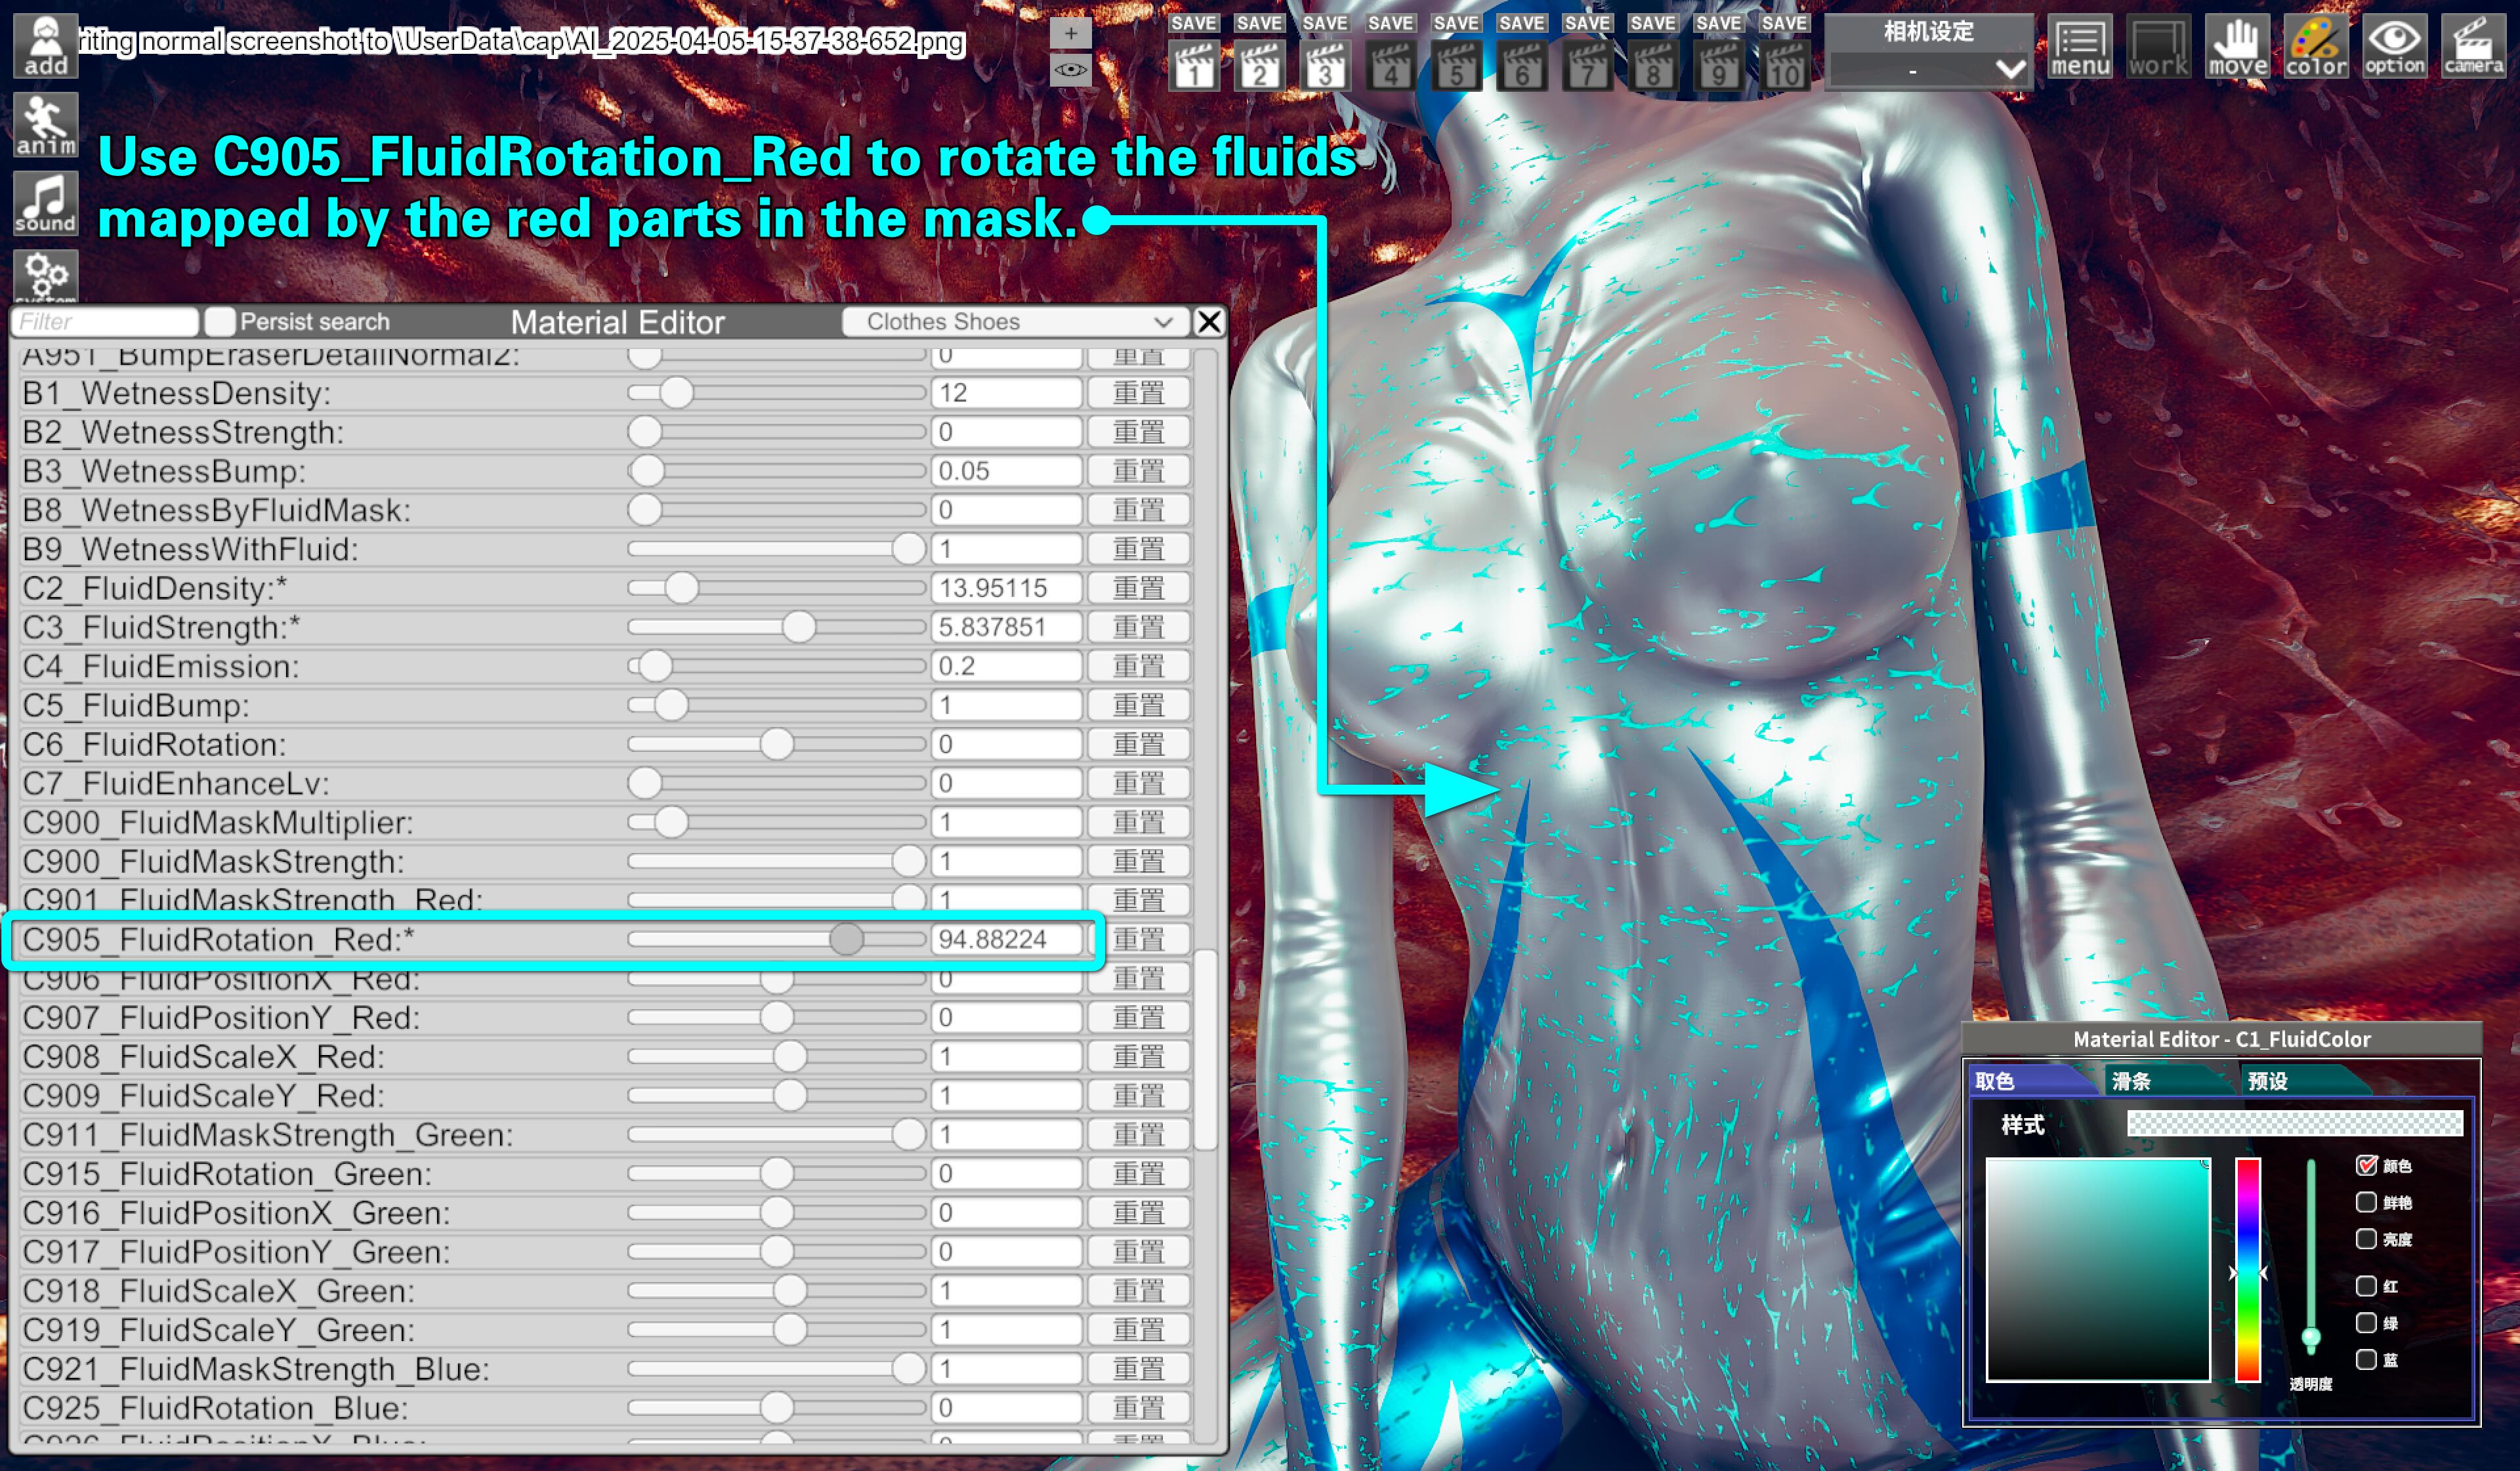 add
riting normal screenshot to \UserData\cap\AI_2025-04-05-15-37-38-652.png
+
SAVE SAVE SAVE SAVE SAVE SAVE SAVE SAVE SAVE SAVE
1 2 3 4 5 6 7 8 9 10
相机设定
-
menu
work
move
color
option
camera
anim
sound
system
Use C905_FluidRotation_Red to rotate the fluids
mapped by the red parts in the mask.
Filter
Persist search
Material Editor
Clothes Shoes
X
A951_BumpEraserDetailNormal2: 0 重置
B1_WetnessDensity: 12 重置
B2_WetnessStrength: 0 重置
B3_WetnessBump: 0.05 重置
B8_WetnessByFluidMask: 0 重置
B9_WetnessWithFluid: 1 重置
C2_FluidDensity:* 13.95115 重置
C3_FluidStrength:* 5.837851 重置
C4_FluidEmission: 0.2 重置
C5_FluidBump: 1 重置
C6_FluidRotation: 0 重置
C7_FluidEnhanceLv: 0 重置
C900_FluidMaskMultiplier: 1 重置
C900_FluidMaskStrength: 1 重置
C901_FluidMaskStrength_Red: 1 重置
C905_FluidRotation_Red:* 94.88224 重置
C906_FluidPositionX_Red: 0 重置
C907_FluidPositionY_Red: 0 重置
C908_FluidScaleX_Red: 1 重置
C909_FluidScaleY_Red: 1 重置
C911_FluidMaskStrength_Green: 1 重置
C915_FluidRotation_Green: 0 重置
C916_FluidPositionX_Green: 0 重置
C917_FluidPositionY_Green: 0 重置
C918_FluidScaleX_Green: 1 重置
C919_FluidScaleY_Green: 1 重置
C921_FluidMaskStrength_Blue: 1 重置
C925_FluidRotation_Blue: 0 重置
C926_FluidPositionX_Blue: 0 重置
Material Editor - C1_FluidColor
取色
滑条
预设
样式
颜色
鲜艳
亮度
红
绿
蓝
透明度